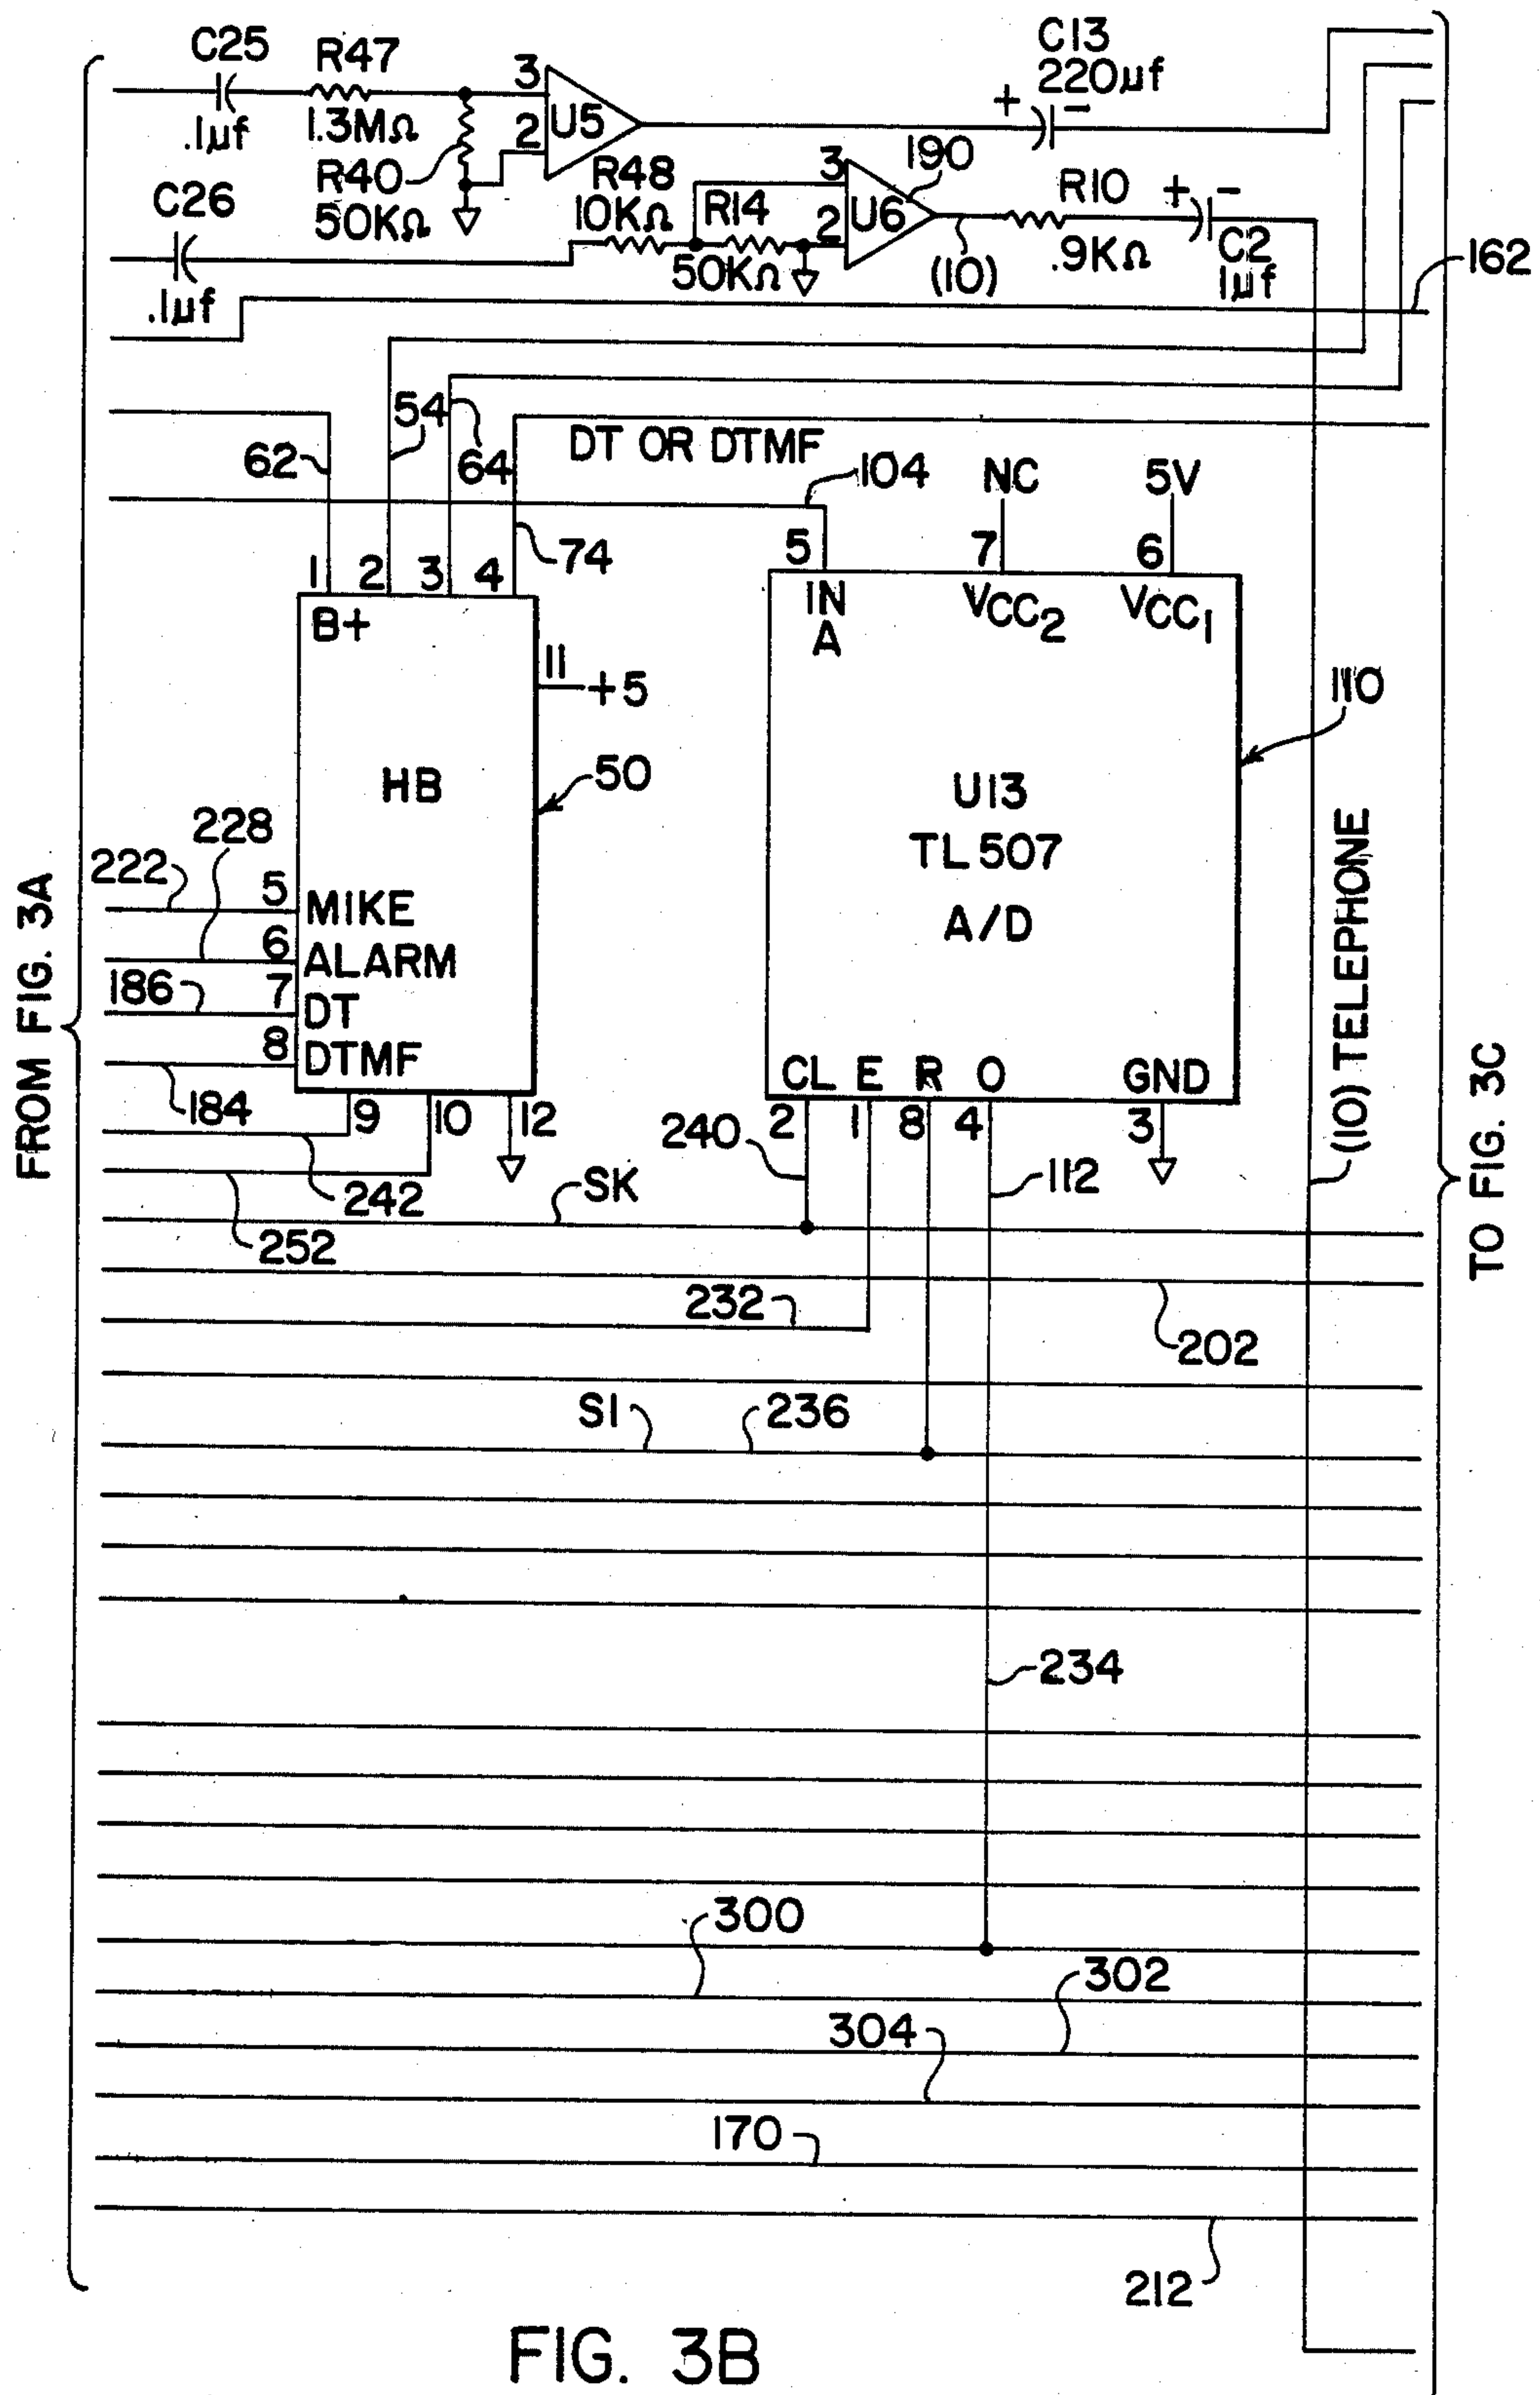 C25
R47
.1µf
1.3MΩ
3
2
U5
C13
220µf
+ -
R40
50KΩ
C26
.1µf
R48
10KΩ
R14
50KΩ
3
2
U6
190
(10)
R10
.9KΩ
+ -
C2
1µf
162
62
54
64
DT OR DTMF
74
104
NC
5V
1
2
3
4
B+
11
+5
HB
50
5
7
6
IN
A
VCC2
VCC1
110
U13
TL507
A/D
222
228
186
184
5
MIKE
6
ALARM
7
DT
8
DTMF
9
10
12
242
252
CL
E
R
O
GND
2
1
8
4
3
240
112
SK
(10) TELEPHONE
FROM FIG. 3A
TO FIG. 3C
232
202
SI
236
234
300
302
304
170
212
FIG. 3B